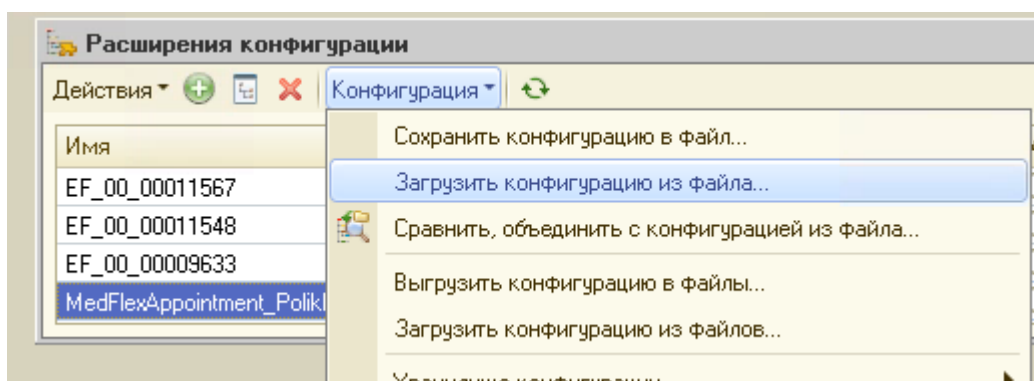 Расширения конфигурации
Действия Конфигурация
Имя
EF_00_00011567
EF_00_00011548
EF_00_00009633
MedFlexAppointment_Polikl
Сохранить конфигурацию в файл...
Загрузить конфигурацию из файла...
Сравнить, объединить с конфигурацией из файла...
Выгрузить конфигурацию в файлы...
Загрузить конфигурацию из файлов...